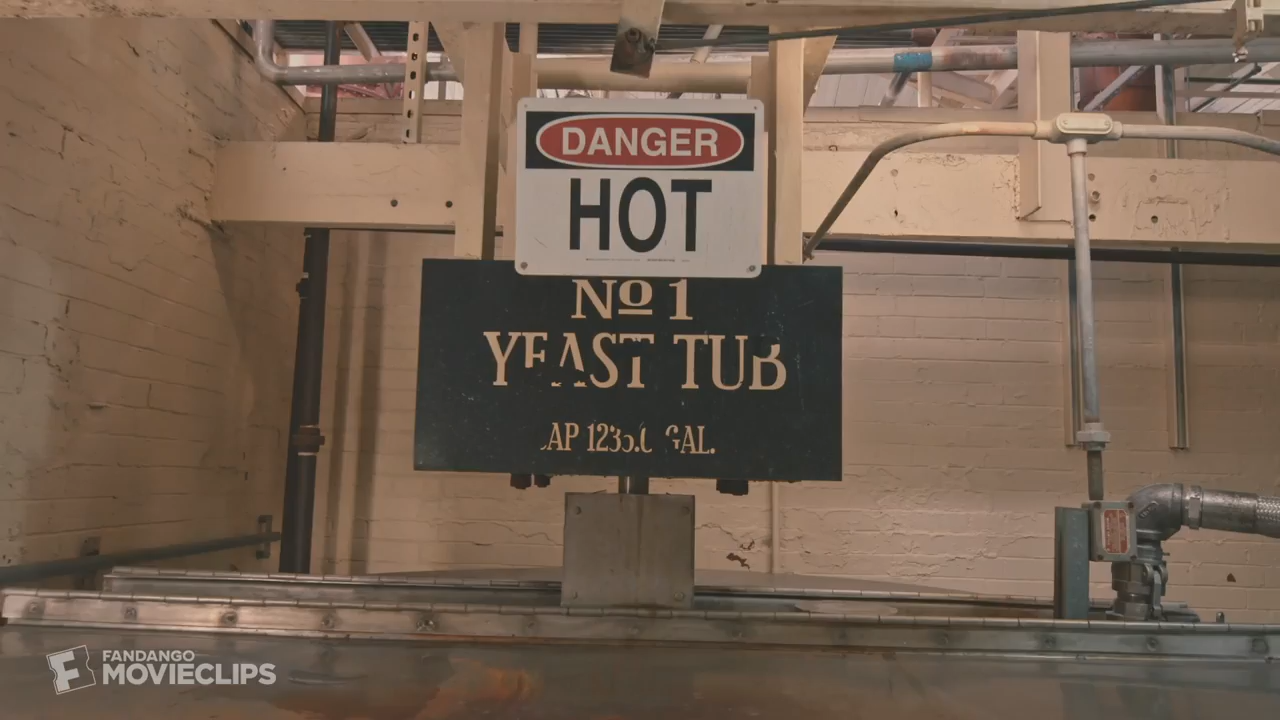 DANGER
HOT
No 1
YEAST TUB
GAL.
FANDANGO
MOVIECLIPS